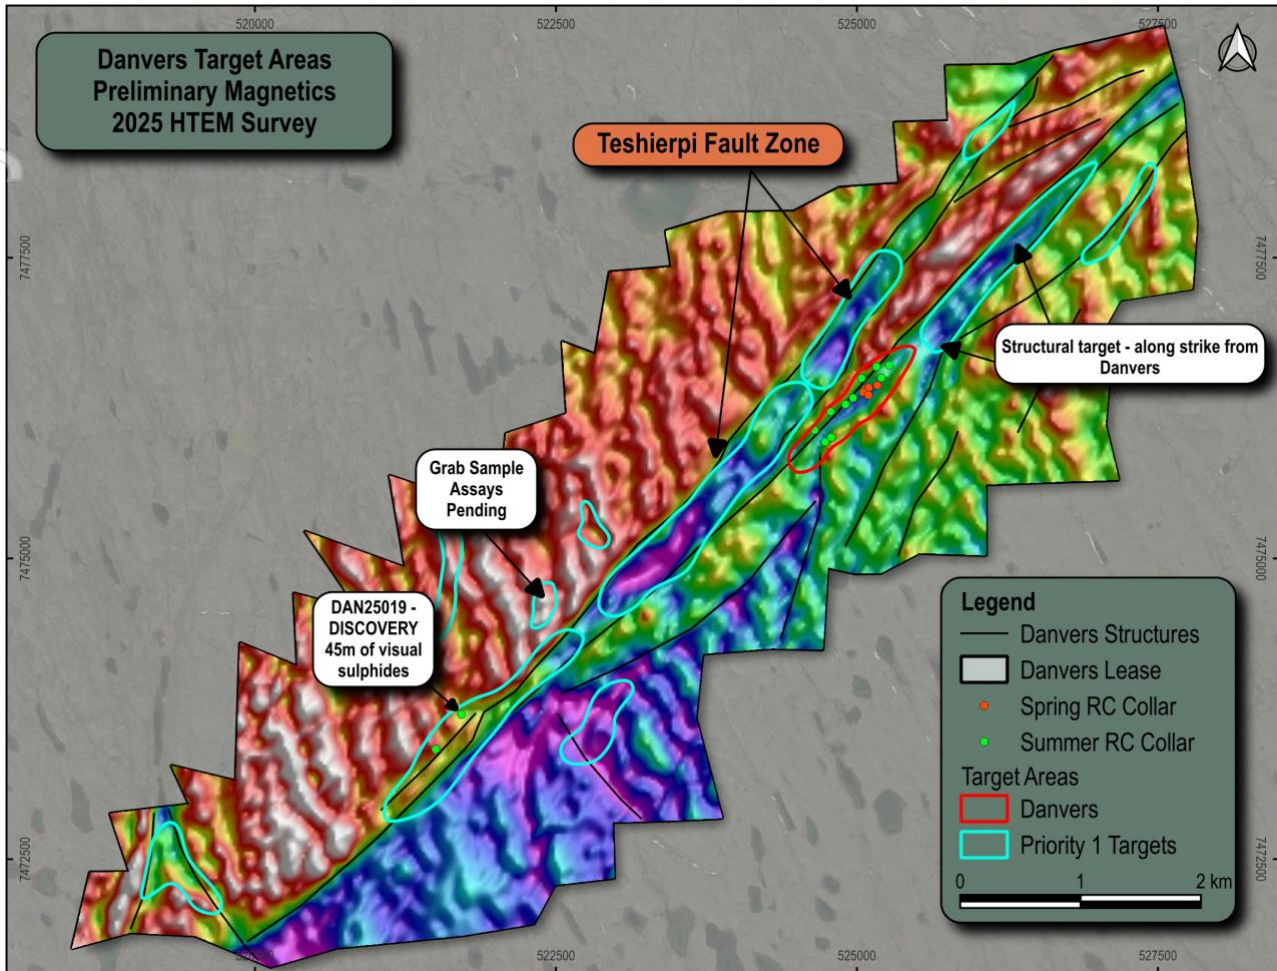 520000
522500
525000
527500
Danvers Target Areas
Preliminary Magnetics
2025 HTEM Survey
Teshierpi Fault Zone
7477500
7477500
Structural target - along strike from
Danvers
Grab Sample
Assays
Pending
7475000
7475000
DAN25019 -
DISCOVERY
45m of visual
sulphides
Legend
Danvers Structures
Danvers Lease
Spring RC Collar
Summer RC Collar
Target Areas
Danvers
Priority 1 Targets
0
1
2 km
7472500
7472500
522500
525000
527500